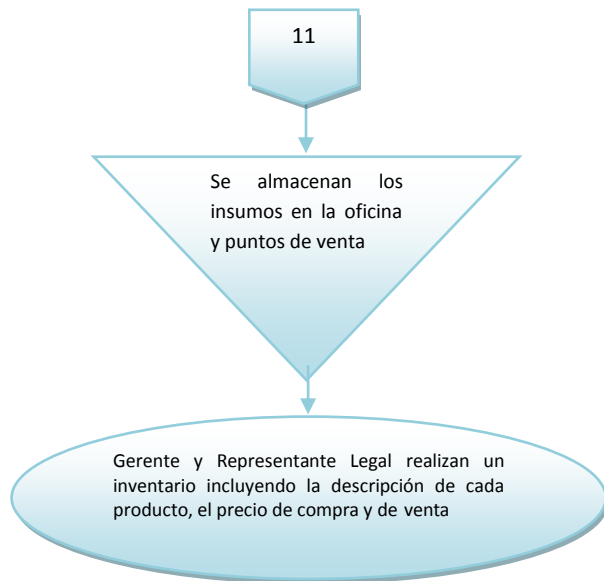 11
Se almacenan los
insumos en la oficina
y puntos de venta
Gerente y Representante Legal realizan un
inventario incluyendo la descripción de cada
producto, el precio de compra y de venta